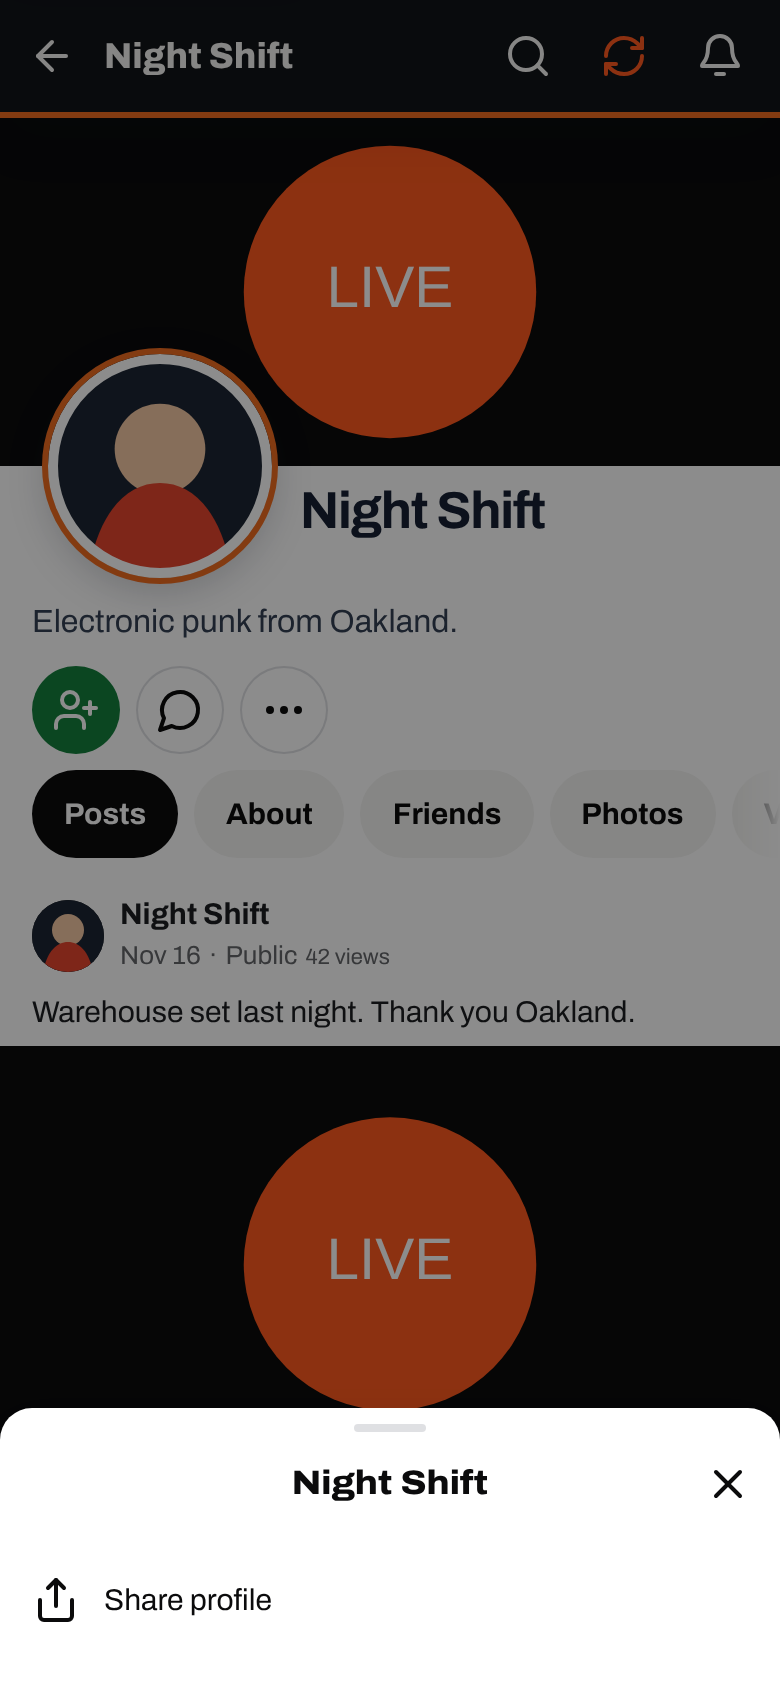 Night Shift
LIVE
Night Shift
Electronic punk from Oakland.
Posts About Friends Photos
Night Shift
Nov 16 · Public 42 views
Warehouse set last night. Thank you Oakland.
LIVE
Night Shift
Share profile